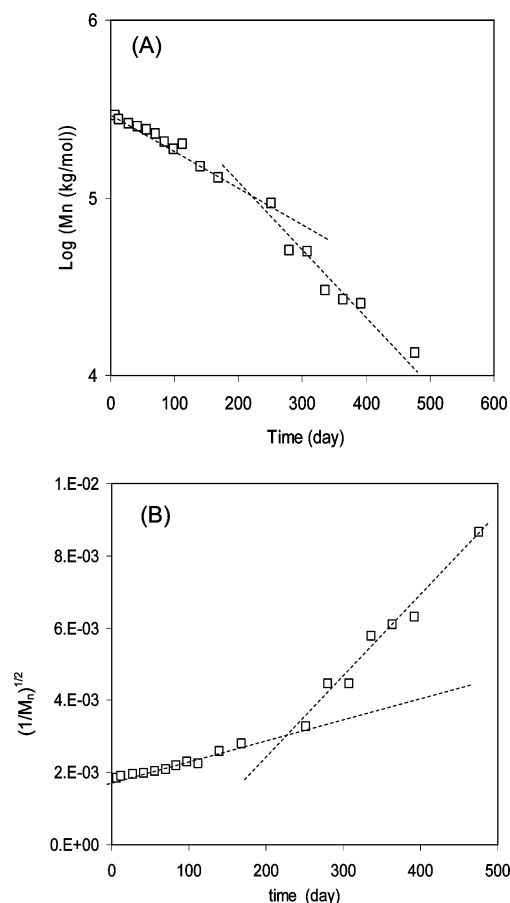 (A)
Log (Mn (kg/mol))
6
5
4
0 100 200 300 400 500 600
Time (day)
(B)
(1/Mₙ)¹/²
1.E-02
8.E-03
6.E-03
4.E-03
2.E-03
0.E+00
0 100 200 300 400 500
time (day)